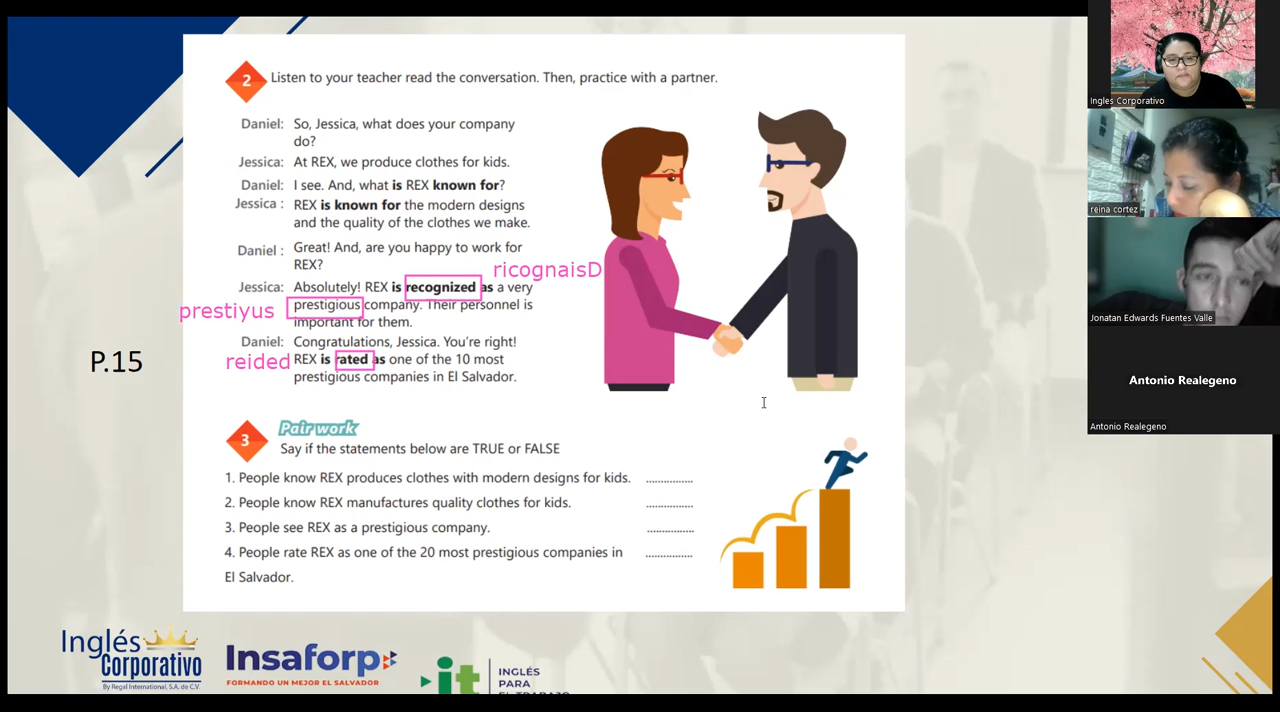 2 Listen to your teacher read the conversation. Then, practice with a partner.
Daniel: So, Jessica, what does your company
do?
Jessica: At REX, we produce clothes for kids.
Daniel: I see. And, what is REX known for?
Jessica : REX is known for the modern designs
and the quality of the clothes we make.
Daniel : Great! And, are you happy to work for
REX?
ricognaisD
Jessica: Absolutely! REX is recognized as a very
prestiyus prestigious company. Their personnel is
important for them.
Daniel: Congratulations, Jessica. You're right!
reided REX is rated as one of the 10 most
prestigious companies in El Salvador.
P.15
3 Pair work
Say if the statements below are TRUE or FALSE
1. People know REX produces clothes with modern designs for kids. ................
2. People know REX manufactures quality clothes for kids. ................
3. People see REX as a prestigious company. ................
4. People rate REX as one of the 20 most prestigious companies in ................
El Salvador.
Inglés
Corporativo
By Regal International, S.A. de C.V.
Insaforp
FORMANDO UN MEJOR EL SALVADOR
it
INGLÉS
PARA
EL TRABAJO
Ingles Corporativo
reina cortez
Jonatan Edwards Fuentes Valle
Antonio Realegeno
Antonio Realegeno